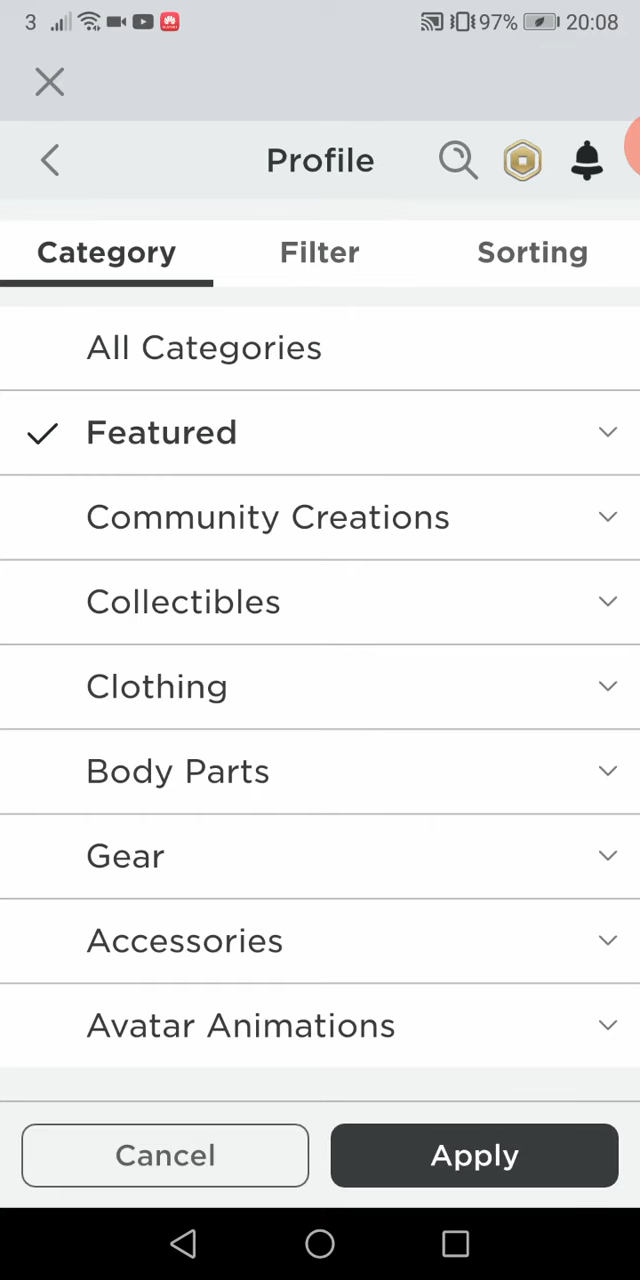 3 97% 20:08
Profile
Category Filter Sorting
All Categories
Featured
Community Creations
Collectibles
Clothing
Body Parts
Gear
Accessories
Avatar Animations
Cancel Apply